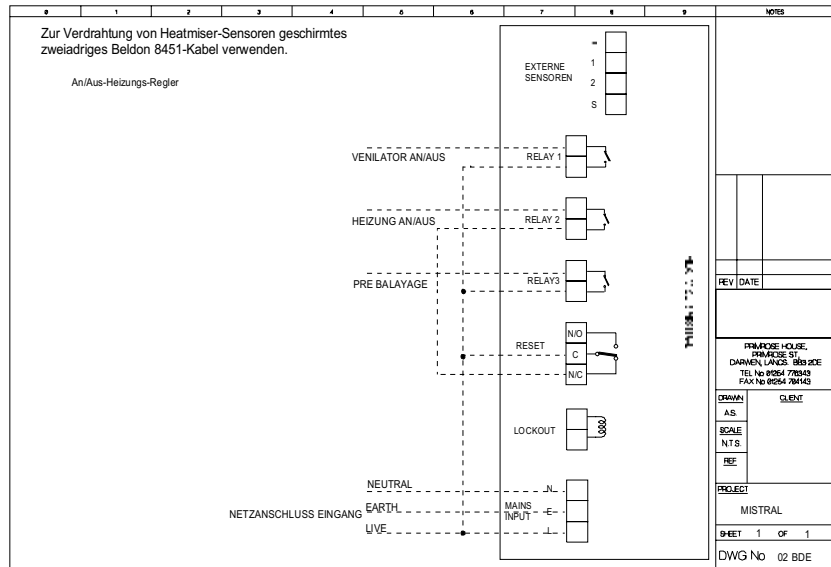 0 1 2 3 4 5 6 7 8 9 NOTES
Zur Verdrahtung von Heatmiser-Sensoren geschirmtes
zweiadriges Beldon 8451-Kabel verwenden.
An/Aus-Heizungs-Regler
EXTERNE
SENSOREN
1
2
S
VENILATOR AN/AUS
RELAY 1
HEIZUNG AN/AUS
RELAY 2
PRE BALAYAGE
RELAY3
RESET
N/O
C
N/C
LOCKOUT
NETZANSCHLUSS EINGANG
NEUTRAL
EARTH
LIVE
MAINS
INPUT
N
E
L
REV DATE
PRIMROSE HOUSE,
PRIMROSE ST,
DARWEN, LANCS. BB3 2DE
TEL No 01254 776343
FAX No 01254 704143
DRAWN
A.S.
CLIENT
SCALE
N.T.S.
REF
PROJECT
MISTRAL
SHEET 1 OF 1
DWG No 02 BDE